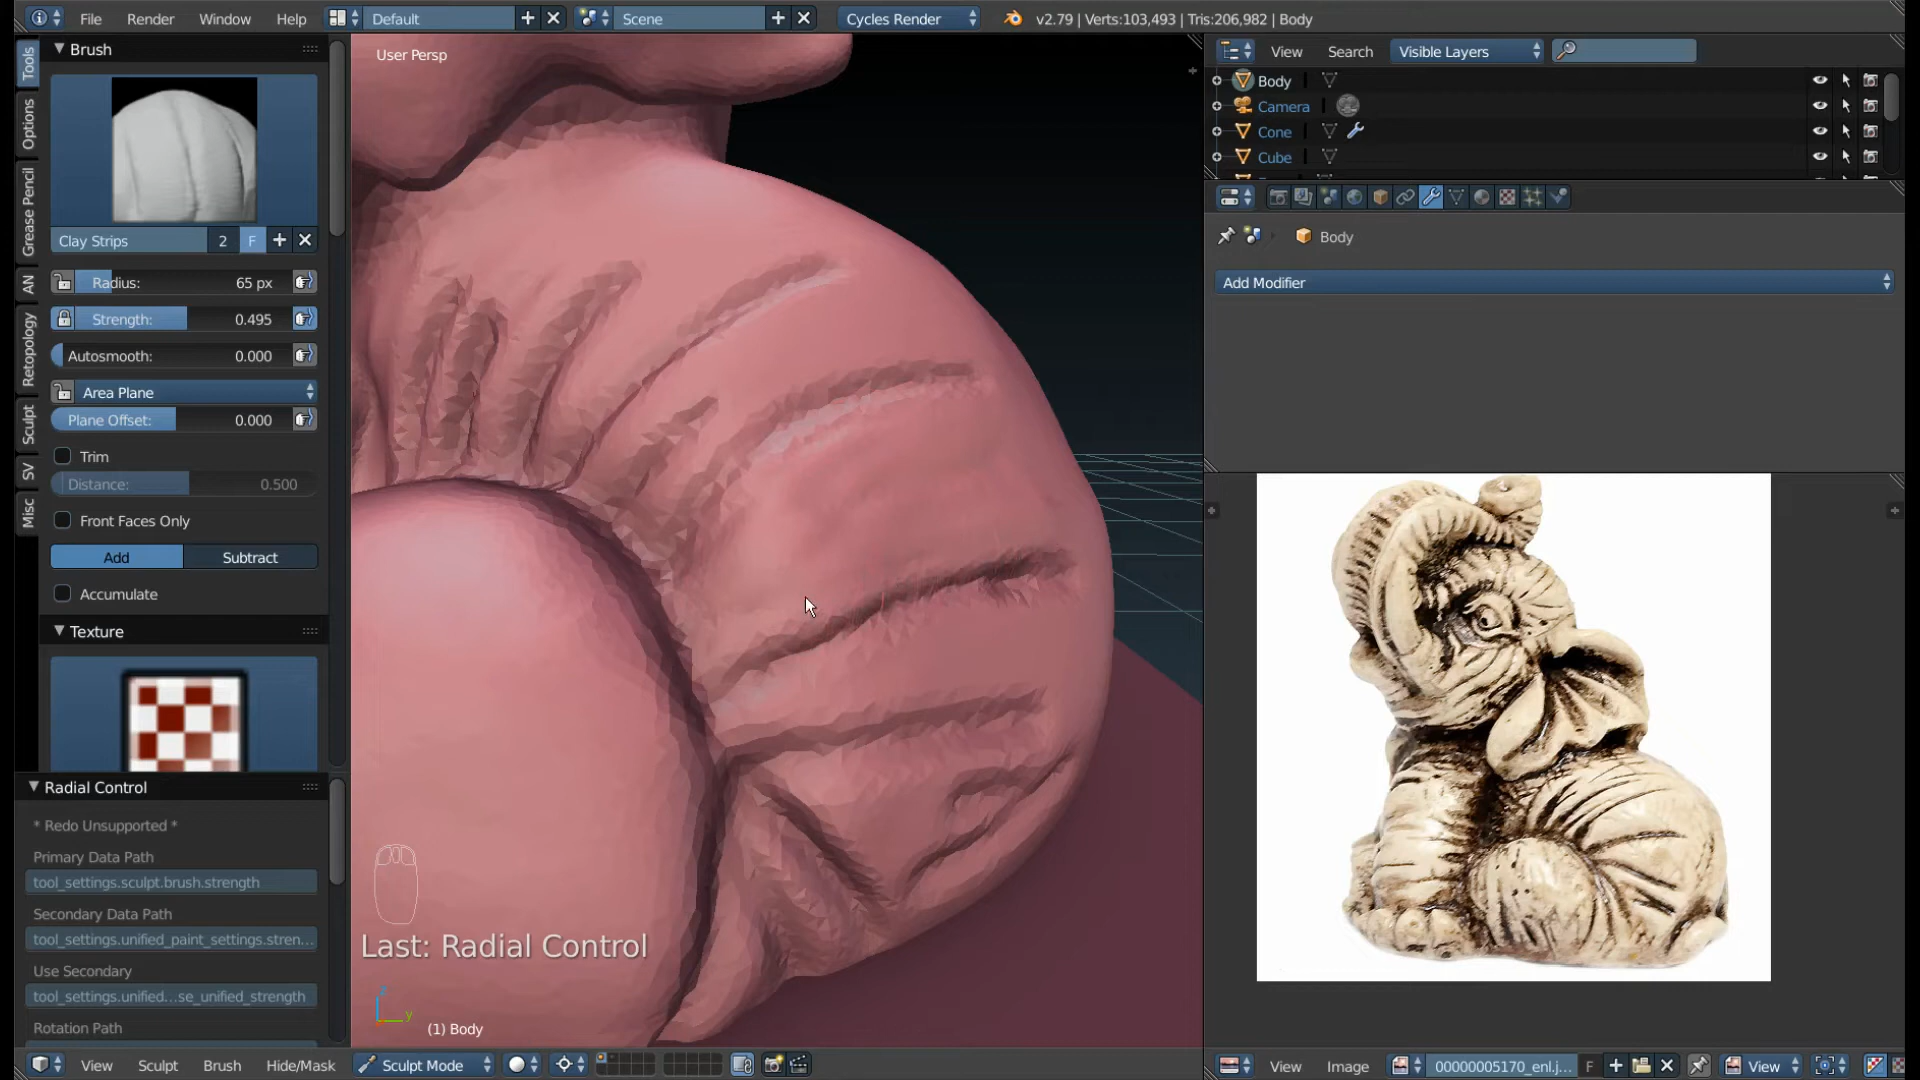 File Render Window Help Default Scene Cycles Render v2.79 | Verts:103,493 | Tris:206,982 | Body
Tools
Options
Grease Pencil
AN
Retopology
Sculpt
SV
Misc
Brush
Clay Strips 2 F
Radius: 65 px
Strength: 0.495
Autosmooth: 0.000
Area Plane
Plane Offset: 0.000
Trim
Distance: 0.500
Front Faces Only
Add Subtract
Accumulate
Texture
Radial Control
* Redo Unsupported *
Primary Data Path
tool_settings.sculpt.brush.strength
Secondary Data Path
tool_settings.unified_paint_settings.stren...
Use Secondary
tool_settings.unified...se_unified_strength
Rotation Path
User Persp
Last: Radial Control
z
y
(1) Body
View Sculpt Brush Hide/Mask Sculpt Mode
View Search Visible Layers
Body
Camera
Cone
Cube
Body
Add Modifier
View Image 00000005170_enl.j... F View